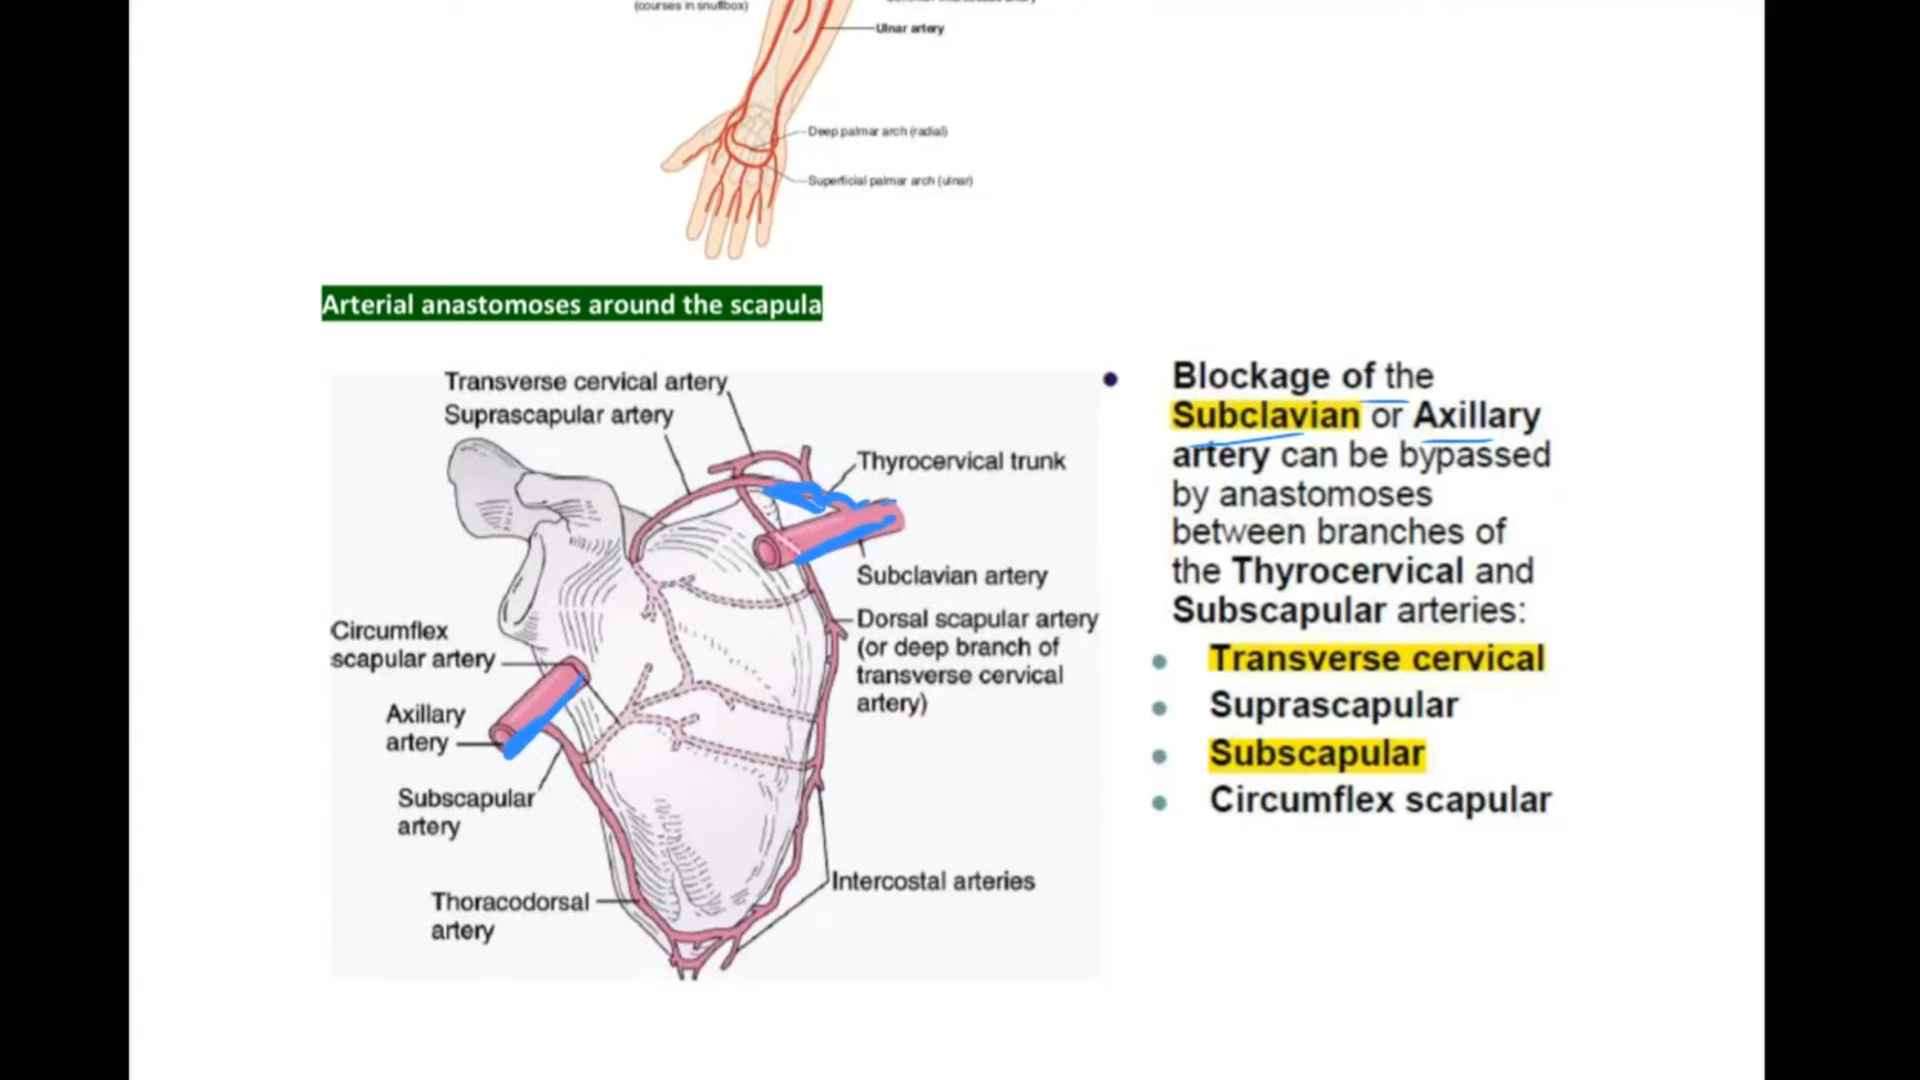 (courses in snuffbox)
Ulnar artery
Deep palmar arch (radial)
Superficial palmar arch (ulnar)
Arterial anastomoses around the scapula
Transverse cervical artery
Suprascapular artery
Thyrocervical trunk
Subclavian artery
Dorsal scapular artery
(or deep branch of
transverse cervical
artery)
Circumflex
scapular artery
Axillary
artery
Subscapular
artery
Thoracodorsal
artery
Intercostal arteries
Blockage of the
Subclavian or Axillary
artery can be bypassed
by anastomoses
between branches of
the Thyrocervical and
Subscapular arteries:
Transverse cervical
Suprascapular
Subscapular
Circumflex scapular